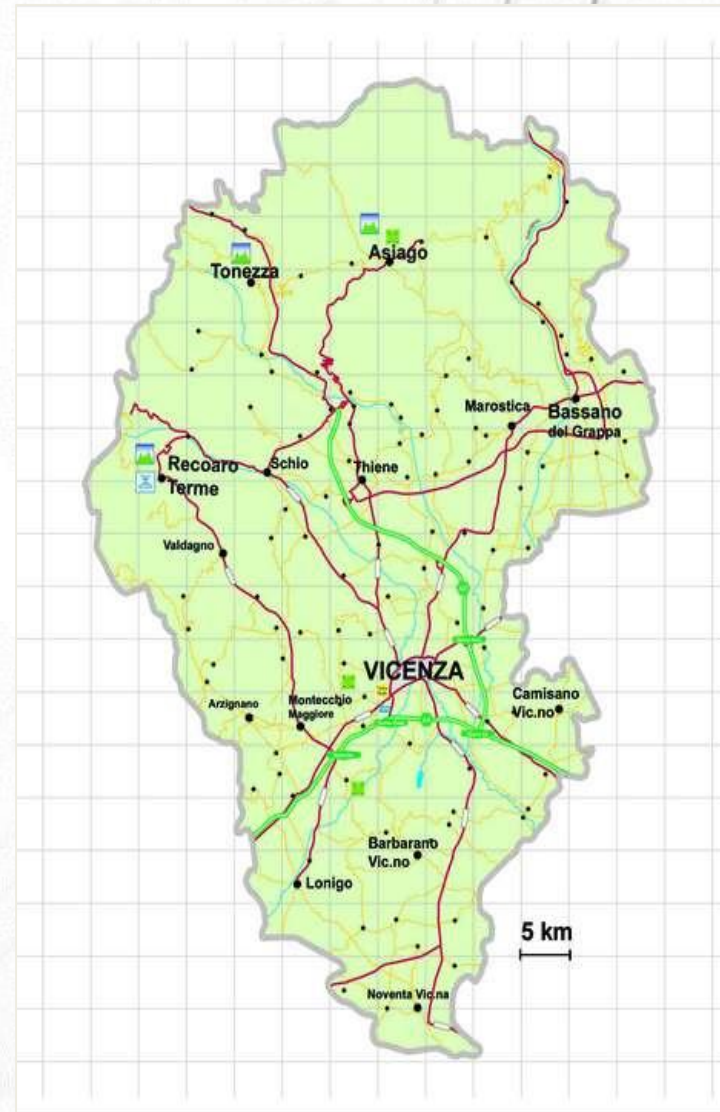 Asiago
Tonezza
Marostica
Bassano
del Grappa
Recoaro
Terme
Schio
Thiene
Valdagno
VICENZA
Arzignano
Montecchio
Maggiore
Camisano
Vic.no
Barbarano
Vic.no
Lonigo
5 km
Noventa Vic.na